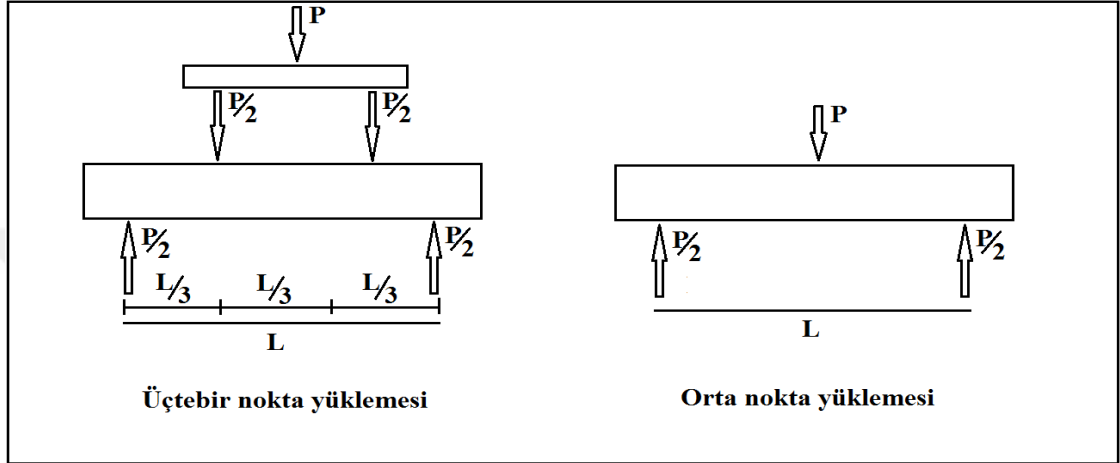 P
P/2 P/2
P/2 P/2
L/3 L/3 L/3
L
Üçtebir nokta yüklemesi
P
P/2 P/2
L
Orta nokta yüklemesi